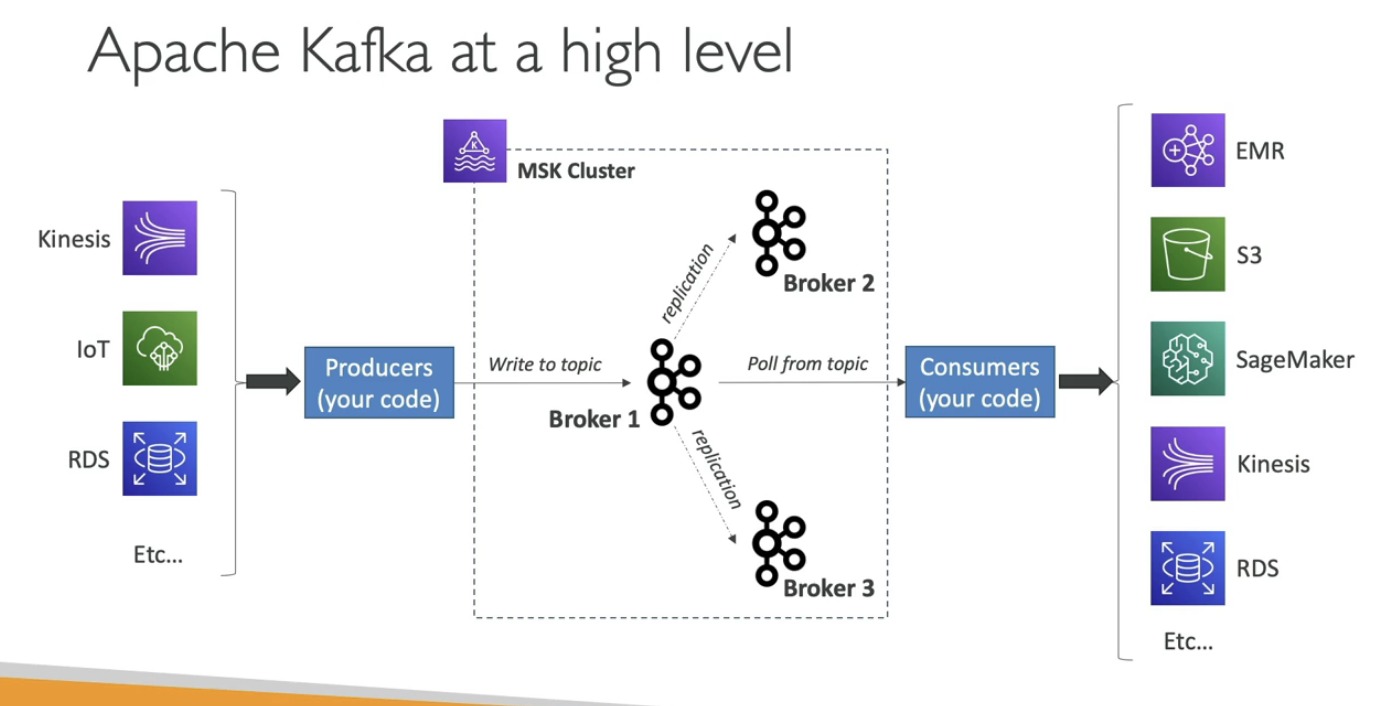 Apache Kafka at a high level
MSK Cluster
K
Kinesis
IoT
RDS
Etc...
Producers
(your code)
Write to topic
Broker 1
replication
Broker 2
replication
Broker 3
Poll from topic
Consumers
(your code)
EMR
S3
SageMaker
Kinesis
RDS
Etc...